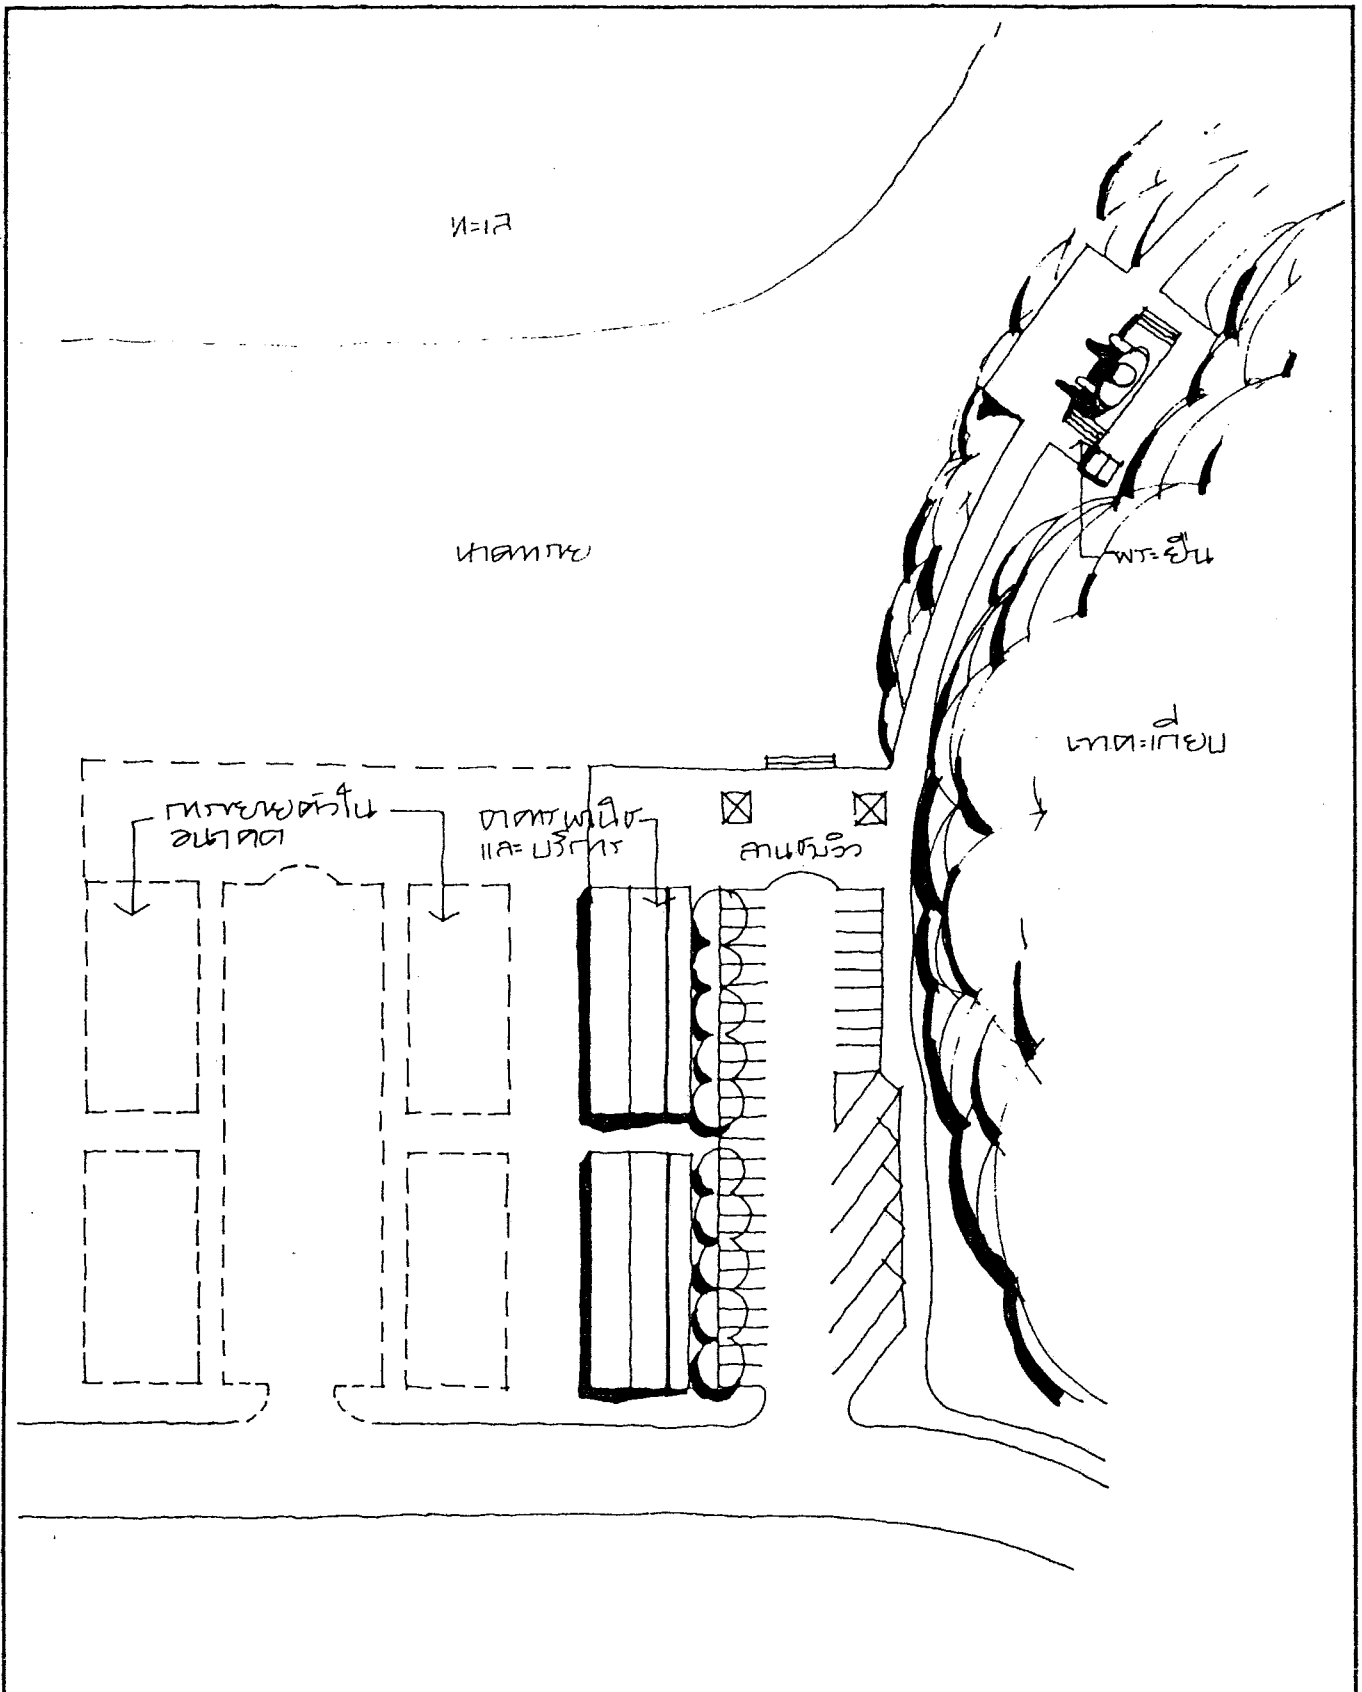 ทะเล
หาดทราย
พระยืน
เขาตะเกียบ
การขยายตัวใน
อนาคต
อาคารพาณิช
และบริการ
ลานชมวิว